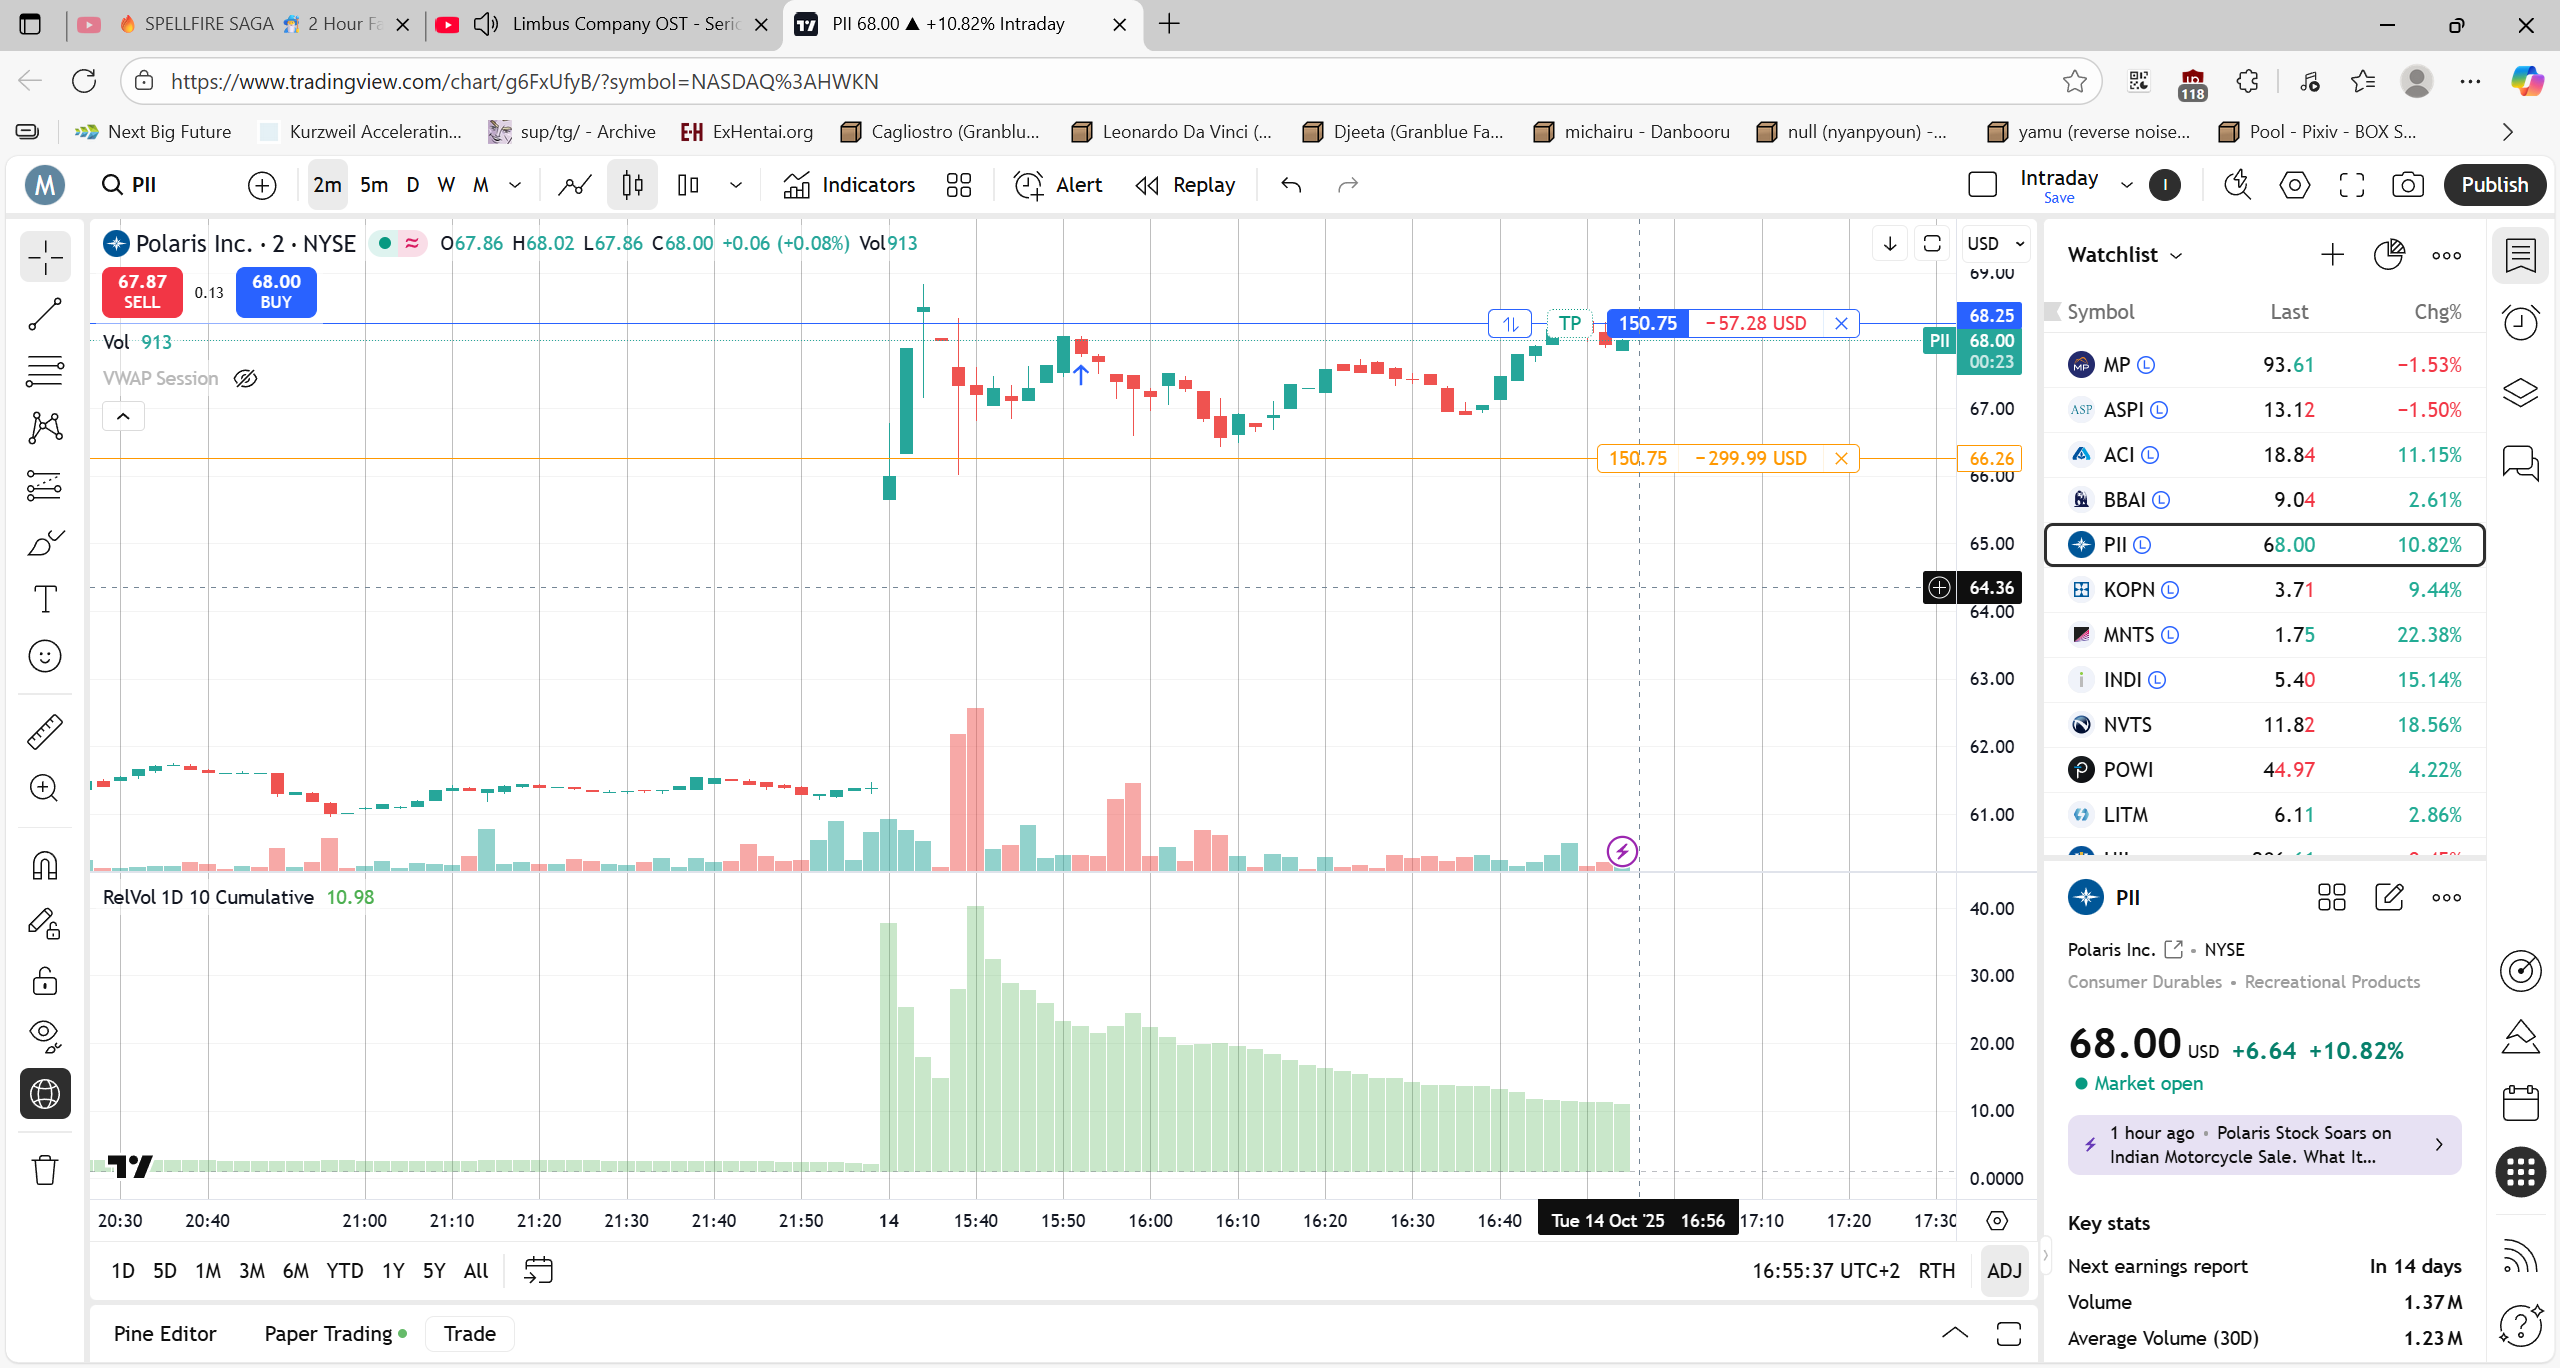 🔥 SPELLFIRE SAGA 🧙 2 Hour Fa
Limbus Company OST - Seric
PII 68.00 ▲ +10.82% Intraday
https://www.tradingview.com/chart/g6FxUfyB/?symbol=NASDAQ%3AHWKN
118
Next Big Future
Kurzweil Acceleratin...
sup/tg/ - Archive
E-H ExHentai.org
Cagliostro (Granblu...
Leonardo Da Vinci (...
Djeeta (Granblue Fa...
michairu - Danbooru
null (nyanpyoun) -...
yamu (reverse noise...
Pool - Pixiv - BOX S...
M PII 2m 5m D W M Indicators Alert Replay Intraday I Publish
Save
Polaris Inc. · 2 · NYSE O67.86 H68.02 L67.86 C68.00 +0.06 (+0.08%) Vol913
67.87
SELL
0.13
68.00
BUY
Vol 913
VWAP Session
TP 150.75 −57.28 USD
150.75 −299.99 USD
USD
69.00
68.25
PII 68.00
00:23
67.00
66.26
66.00
65.00
64.36
64.00
63.00
62.00
61.00
RelVol 1D 10 Cumulative 10.98
40.00
30.00
20.00
10.00
0.0000
20:30 20:40 21:00 21:10 21:20 21:30 21:40 21:50 14 15:40 15:50 16:00 16:10 16:20 16:30 16:40 Tue 14 Oct '25 16:56 17:10 17:20 17:30
1D 5D 1M 3M 6M YTD 1Y 5Y All
16:55:37 UTC+2 RTH ADJ
Pine Editor Paper Trading Trade
Watchlist
Symbol Last Chg%
MP L 93.61 −1.53%
ASPI L 13.12 −1.50%
ACI L 18.84 11.15%
BBAI L 9.04 2.61%
PII L 68.00 10.82%
KOPN L 3.71 9.44%
MNTS L 1.75 22.38%
INDI L 5.40 15.14%
NVTS 11.82 18.56%
POWI 44.97 4.22%
LITM 6.11 2.86%
PII
Polaris Inc. • NYSE
Consumer Durables • Recreational Products
68.00 USD +6.64 +10.82%
Market open
1 hour ago • Polaris Stock Soars on
Indian Motorcycle Sale. What It...
Key stats
Next earnings report In 14 days
Volume 1.37 M
Average Volume (30D) 1.23 M